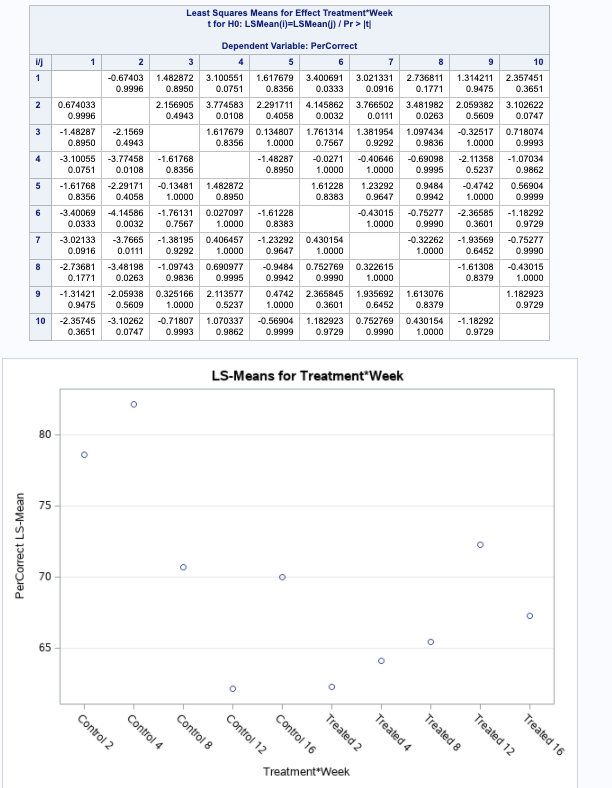 Least Squares Means for Effect Treatment*Week
t for H0: LSMean(i)=LSMean(j) / Pr > |t|
Dependent Variable: PerCorrect
i/j 1 2 3 4 5 6 7 8 9 10
1 -0.67403 1.482872 3.100551 1.617679 3.400691 3.021331 2.736811 1.314211 2.357451
0.9996 0.8950 0.0751 0.8356 0.0333 0.0916 0.1771 0.9475 0.3651
2 0.674033 2.156905 3.774583 2.291711 4.145862 3.766502 3.481982 2.059382 3.102622
0.9996 0.4943 0.0108 0.4058 0.0032 0.0111 0.0263 0.5609 0.0747
3 -1.48287 -2.1569 1.617679 0.134807 1.761314 1.381954 1.097434 -0.32517 0.718074
0.8950 0.4943 0.8356 1.0000 0.7567 0.9292 0.9836 1.0000 0.9993
4 -3.10055 -3.77458 -1.61768 -1.48287 -0.0271 -0.40646 -0.69098 -2.11358 -1.07034
0.0751 0.0108 0.8356 0.8950 1.0000 1.0000 0.9995 0.5237 0.9862
5 -1.61768 -2.29171 -0.13481 1.482872 1.61228 1.23292 0.9484 -0.4742 0.56904
0.8356 0.4058 1.0000 0.8950 0.8383 0.9647 0.9942 1.0000 0.9999
6 -3.40069 -4.14586 -1.76131 0.027097 -1.61228 -0.43015 -0.75277 -2.36585 -1.18292
0.0333 0.0032 0.7567 1.0000 0.8383 1.0000 0.9990 0.3601 0.9729
7 -3.02133 -3.7665 -1.38195 0.406457 -1.23292 0.430154 -0.32262 -1.93569 -0.75277
0.0916 0.0111 0.9292 1.0000 0.9647 1.0000 1.0000 0.6452 0.9990
8 -2.73681 -3.48198 -1.09743 0.690977 -0.9484 0.752769 0.322615 -1.61308 -0.43015
0.1771 0.0263 0.9836 0.9995 0.9942 0.9990 1.0000 0.8379 1.0000
9 -1.31421 -2.05938 0.325166 2.113577 0.4742 2.365845 1.935692 1.613076 1.182923
0.9475 0.5609 1.0000 0.5237 1.0000 0.3601 0.6452 0.8379 0.9729
10 -2.35745 -3.10262 -0.71807 1.070337 -0.56904 1.182923 0.752769 0.430154 -1.18292
0.3651 0.0747 0.9993 0.9862 0.9999 0.9729 0.9990 1.0000 0.9729
LS-Means for Treatment*Week
80
75
70
65
PerCorrect LS-Mean
Control 2
Control 4
Control 8
Control 12
Control 16
Treated 2
Treated 4
Treated 8
Treated 12
Treated 16
Treatment*Week